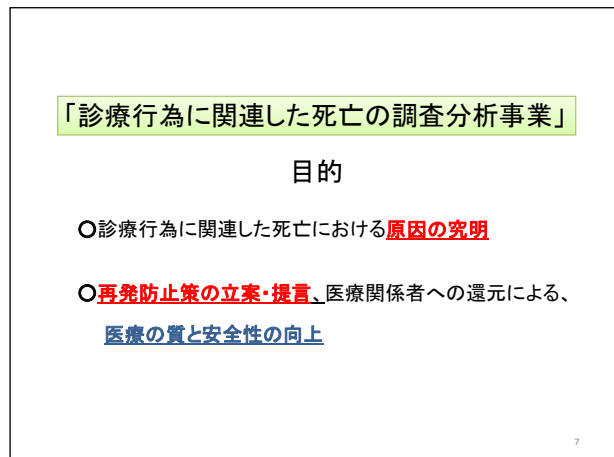 「診療行為に関連した死亡の調査分析事業」
目的
○診療行為に関連した死亡における原因の究明
○再発防止策の立案・提言、医療関係者への還元による、
医療の質と安全性の向上
7